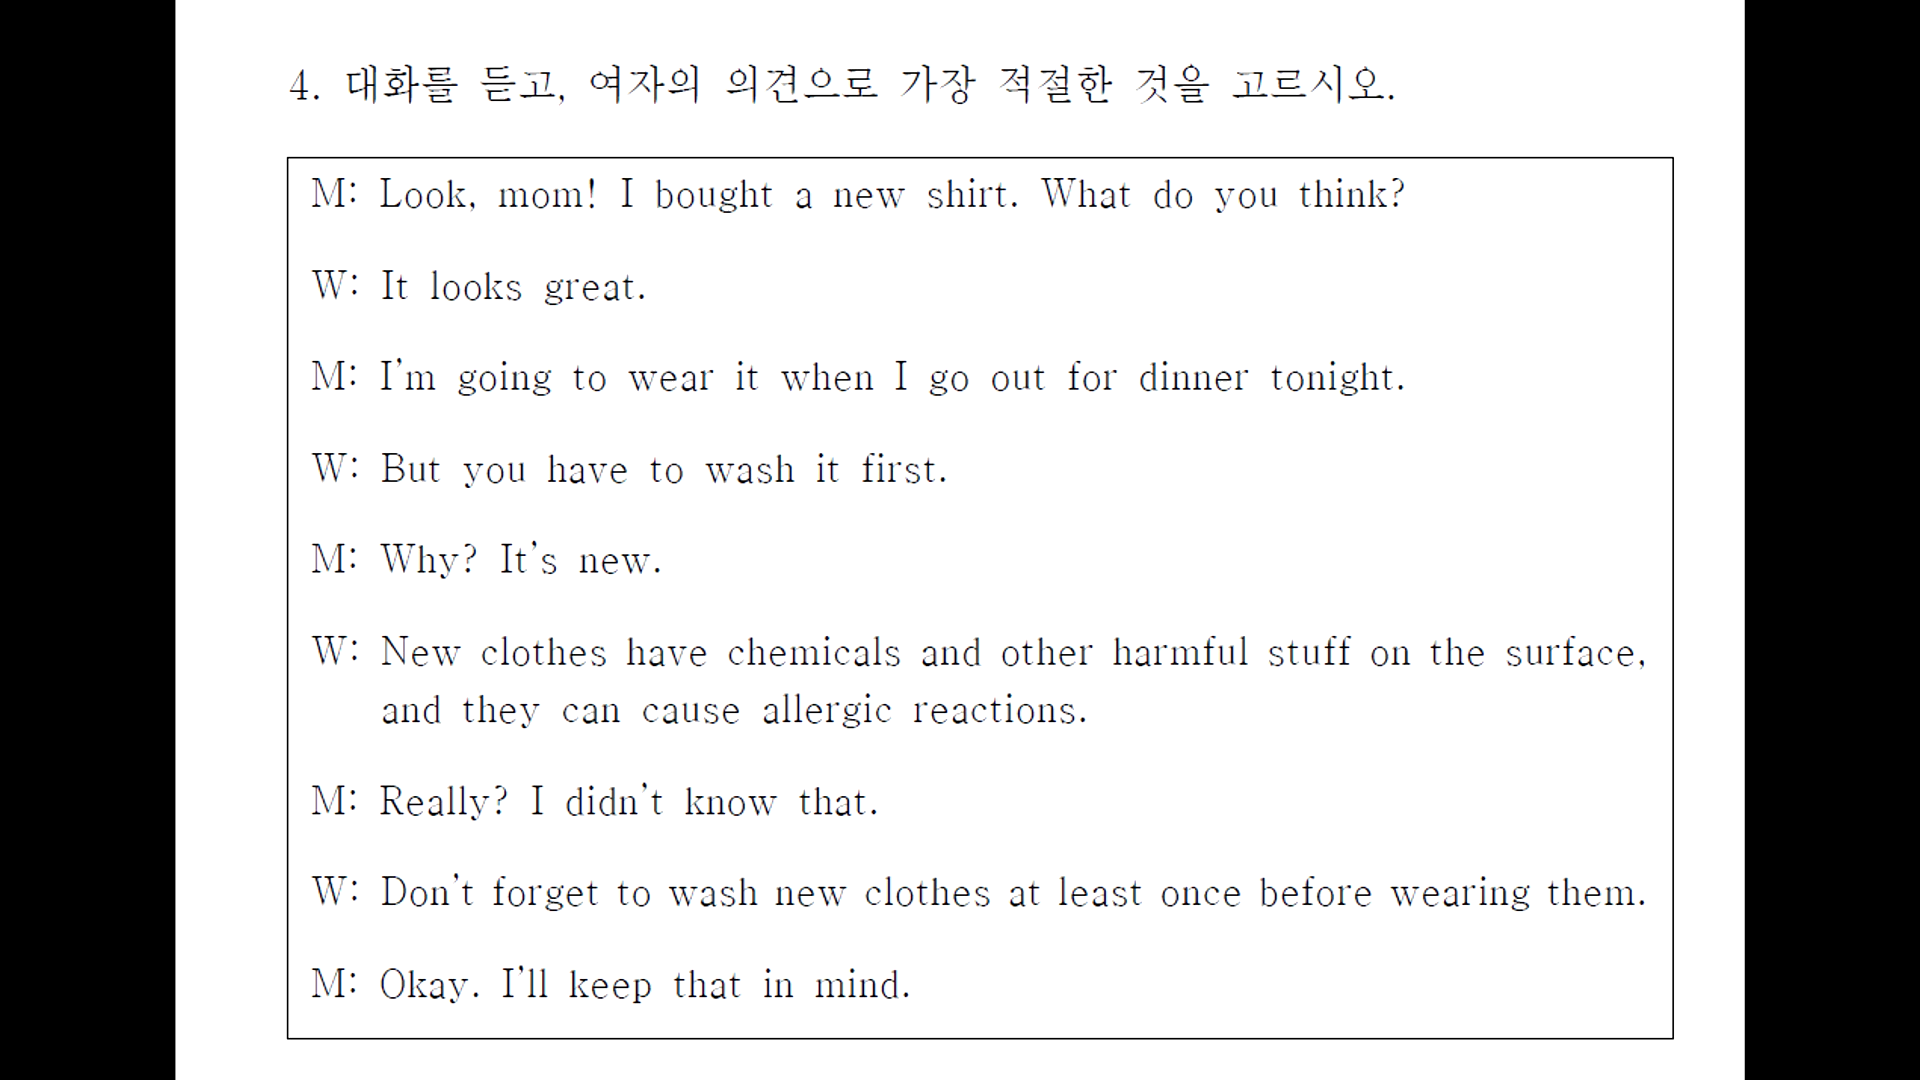 4. 대화를 듣고, 여자의 의견으로 가장 적절한 것을 고르시오.
M: Look, mom! I bought a new shirt. What do you think?
W: It looks great.
M: I'm going to wear it when I go out for dinner tonight.
W: But you have to wash it first.
M: Why? It's new.
W: New clothes have chemicals and other harmful stuff on the surface,
and they can cause allergic reactions.
M: Really? I didn't know that.
W: Don't forget to wash new clothes at least once before wearing them.
M: Okay. I'll keep that in mind.